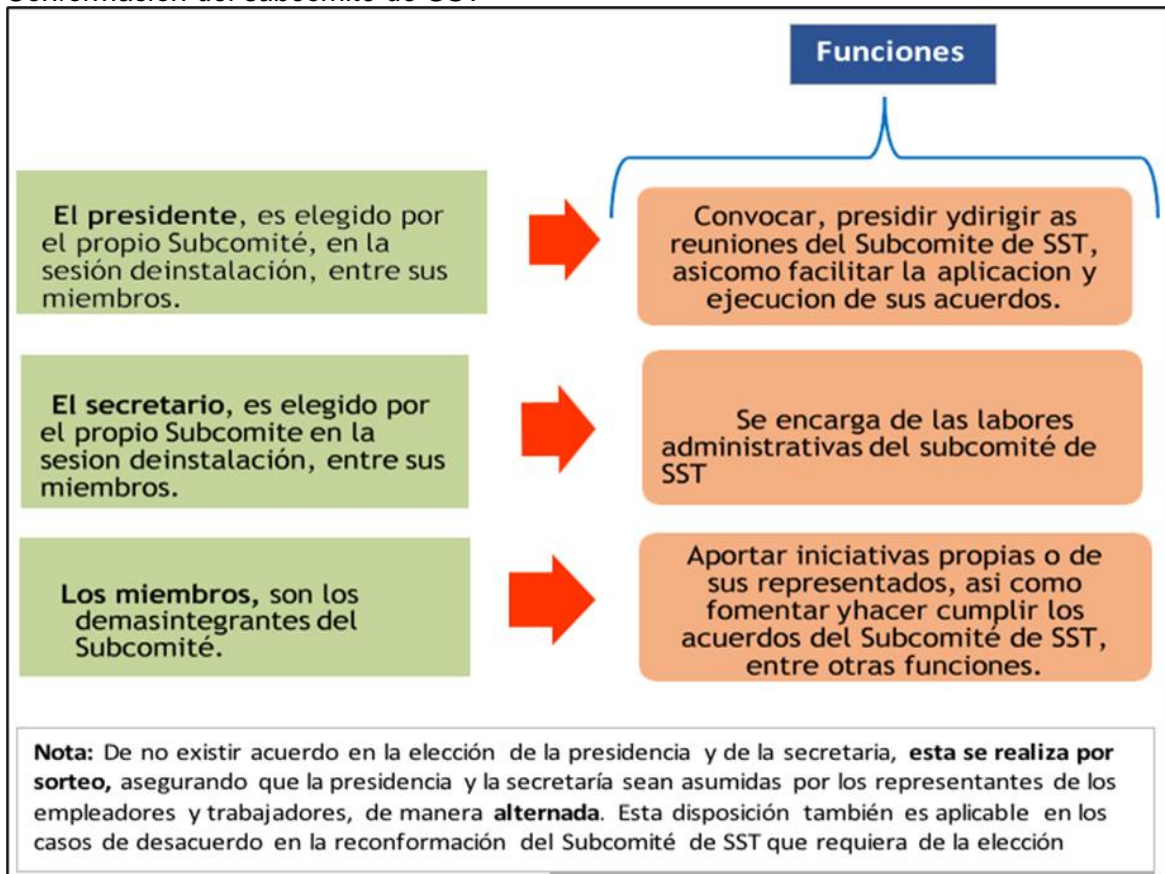 Conformación del subcomité de SST
Funciones
El presidente, es elegido por
el propio Subcomité, en la
sesión deinstalación, entre sus
miembros.
Convocar, presidir ydirigir as
reuniones del Subcomite de SST,
asicomo facilitar la aplicacion y
ejecucion de sus acuerdos.
El secretario, es elegido por
el propio Subcomite en la
sesion deinstalación, entre sus
miembros.
Se encarga de las labores
administrativas del subcomité de
SST
Los miembros, son los
demasintegrantes del
Subcomité.
Aportar iniciativas propias o de
sus representados, asi como
fomentar yhacer cumplir los
acuerdos del Subcomité de SST,
entre otras funciones.
Nota: De no existir acuerdo en la elección de la presidencia y de la secretaria, esta se realiza por
sorteo, asegurando que la presidencia y la secretaría sean asumidas por los representantes de los
empleadores y trabajadores, de manera alternada. Esta disposición también es aplicable en los
casos de desacuerdo en la reconformación del Subcomité de SST que requiera de la elección